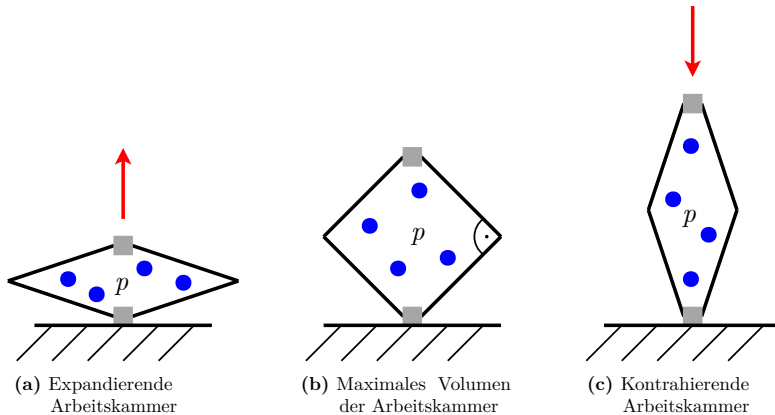 p
p
p
(a) Expandierende
Arbeitskammer
(b) Maximales Volumen
der Arbeitskammer
(c) Kontrahierende
Arbeitskammer